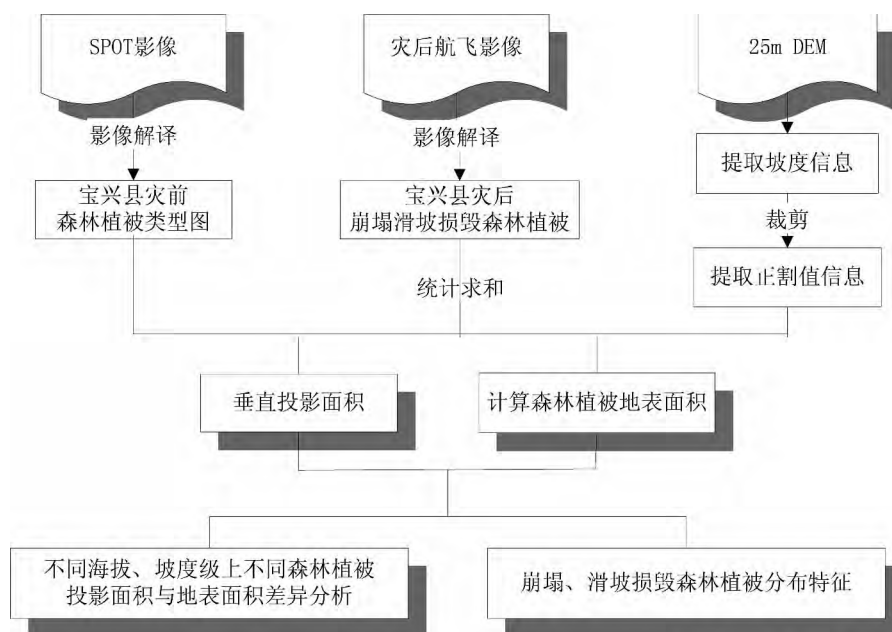 SPOT影像
灾后航飞影像
25m DEM
影像解译
影像解译
提取坡度信息
宝兴县灾前
森林植被类型图
宝兴县灾后
崩塌滑坡损毁森林植被
裁剪
提取正割值信息
统计求和
垂直投影面积
计算森林植被地表面积
不同海拔、坡度级上不同森林植被
投影面积与地表面积差异分析
崩塌、滑坡损毁森林植被分布特征